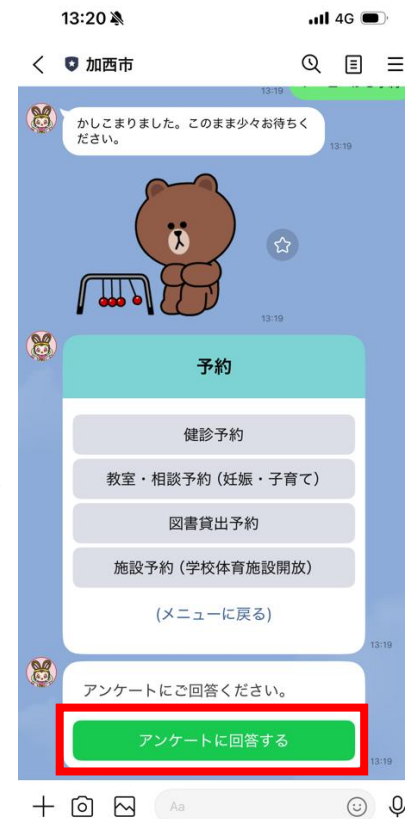 13:20
4G
加西市
13:19
かしこまりました。このまま少々お待ちく
ださい。
13:19
13:19
予約
健診予約
教室・相談予約（妊娠・子育て）
図書貸出予約
施設予約（学校体育施設開放）
(メニューに戻る)
13:19
アンケートにご回答ください。
アンケートに回答する
13:19
Aa